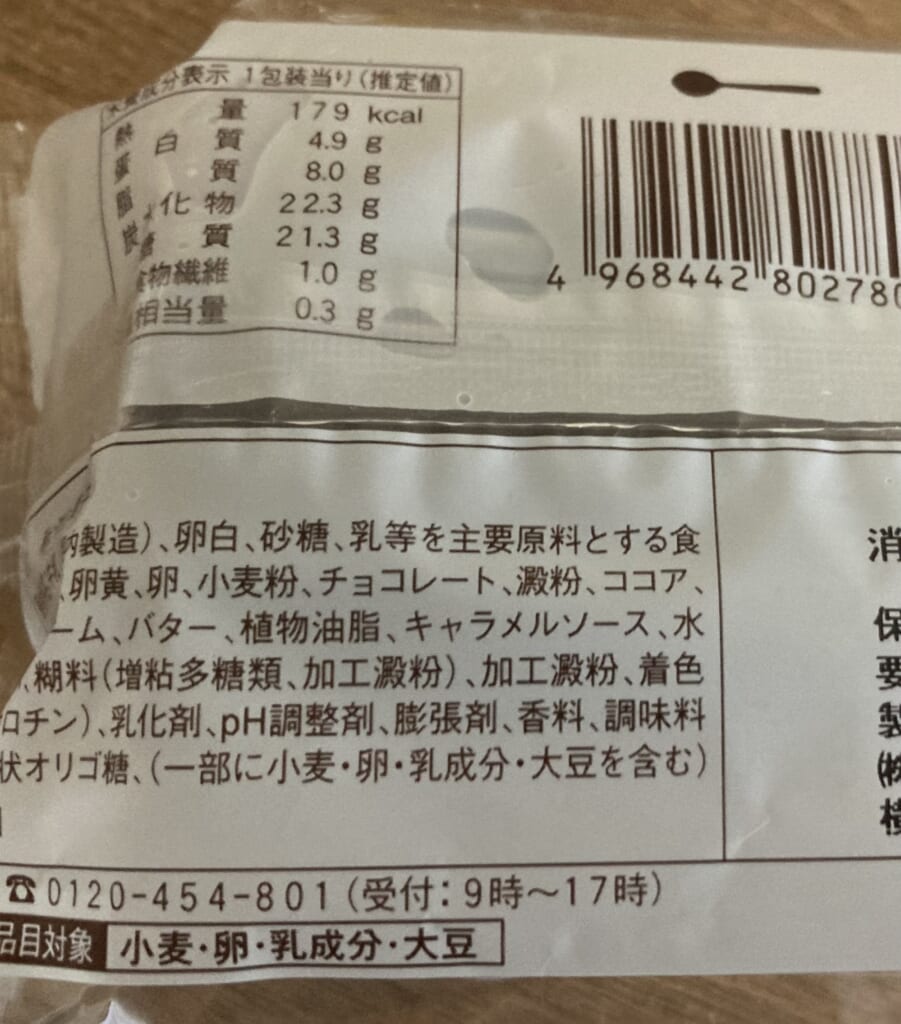 成分表示 1包装当り(推定値)
熱量 179 kcal
蛋白質 4.9 g
脂質 8.0 g
炭水化物 22.3 g
糖質 21.3 g
食物繊維 1.0 g
相当量 0.3 g
4 968442 80278
製造)、卵白、砂糖、乳等を主要原料とする食
、卵黄、卵、小麦粉、チョコレート、澱粉、ココア、
ーム、バター、植物油脂、キャラメルソース、水
、糊料(増粘多糖類、加工澱粉)、加工澱粉、着色
ロチン)、乳化剤、pH調整剤、膨張剤、香料、調味料
状オリゴ糖、(一部に小麦・卵・乳成分・大豆を含む)
消
保
要
製
㈱
横
☎0120-454-801(受付:9時~17時)
品目対象 小麦・卵・乳成分・大豆